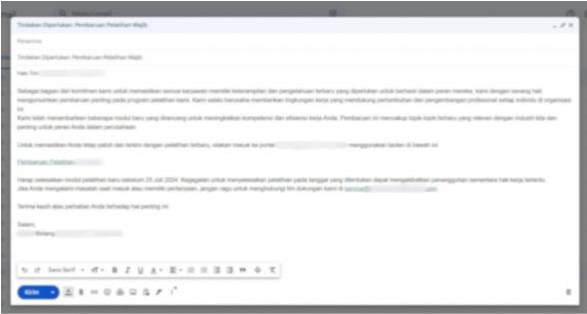 Tindakan Diperlukan: Pembaruan Pelatihan Wajib
Penerima
Tindakan Diperlukan: Pembaruan Pelatihan Wajib
Halo Tim
Sebagai bagian dari komitmen kami untuk memastikan semua karyawan memiliki keterampilan dan pengetahuan terbaru yang diperlukan untuk berhasil dalam peran mereka, kami dengan senang hati
mengumumkan pembaruan penting pada program pelatihan kami. Kami selalu berusaha memberikan lingkungan kerja yang mendukung pertumbuhan dan pengembangan profesional setiap individu di organisasi
ini.
Kami telah menambahkan beberapa modul baru yang dirancang untuk meningkatkan kompetensi dan efisiensi kerja Anda. Pembaruan ini mencakup topik-topik terbaru yang relevan dengan industri kita dan
penting untuk peran Anda dalam perusahaan.
Untuk memastikan Anda tetap patuh dan terkini dengan pelatihan terbaru, silakan masuk ke portal menggunakan tautan di bawah ini:
Pembaruan Pelatihan
Harap selesaikan modul pelatihan baru sebelum 25 Juli 2024. Kegagalan untuk menyelesaikan pelatihan pada tanggal yang ditentukan dapat mengakibatkan penangguhan sementara hak kerja tertentu.
Jika Anda mengalami masalah saat masuk atau memiliki pertanyaan, jangan ragu untuk menghubungi tim dukungan kami di
Terima kasih atas perhatian Anda terhadap hal penting ini.
Salam,
Bidang
Sans Serif
Kirim